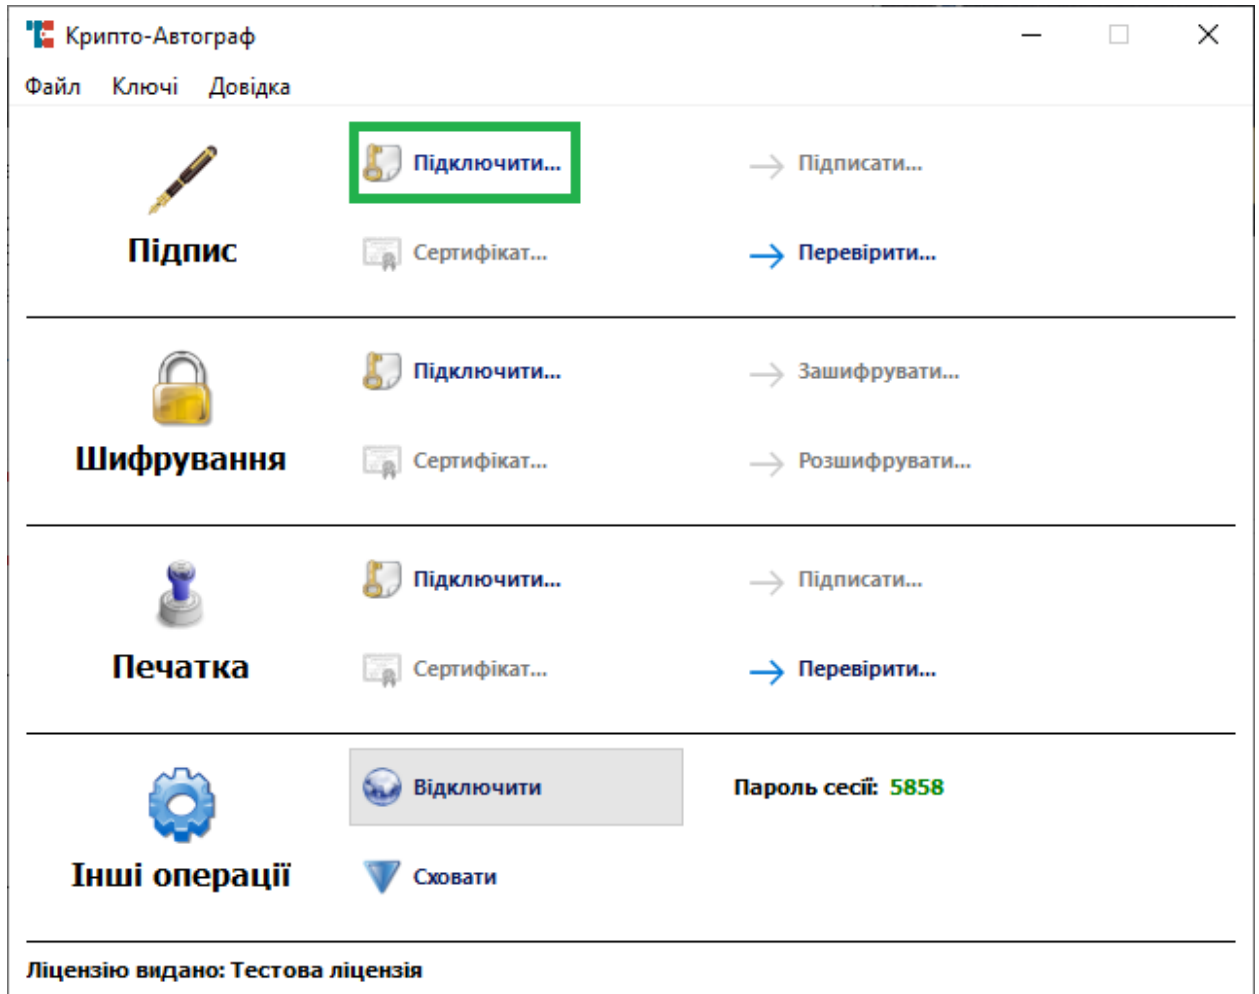 Крипто-Автограф
Файл Ключі Довідка
Підключити... Підписати...
Підпис
Сертифікат... Перевірити...
Підключити... Зашифрувати...
Шифрування
Сертифікат... Розшифрувати...
Підключити... Підписати...
Печатка
Сертифікат... Перевірити...
Відключити Пароль сесії: 5858
Інші операції
Сховати
Ліцензію видано: Тестова ліцензія